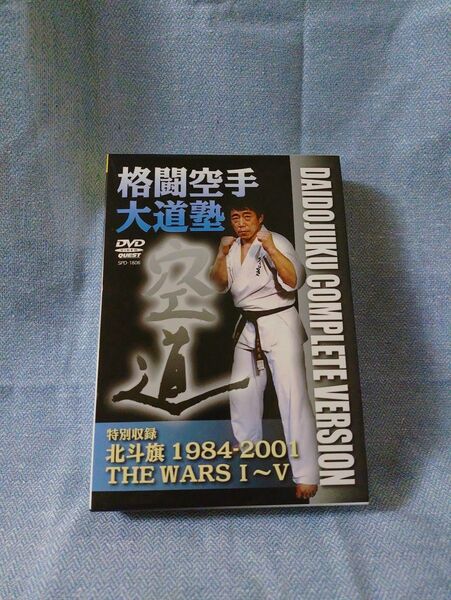 格闘空手
大道塾
DVD
VIDEO
QUEST
SPD-1606
空道
DAIDOJUKU COMPLETE VERSION
特別収録
北斗旗 1984-2001
THE WARS I～V